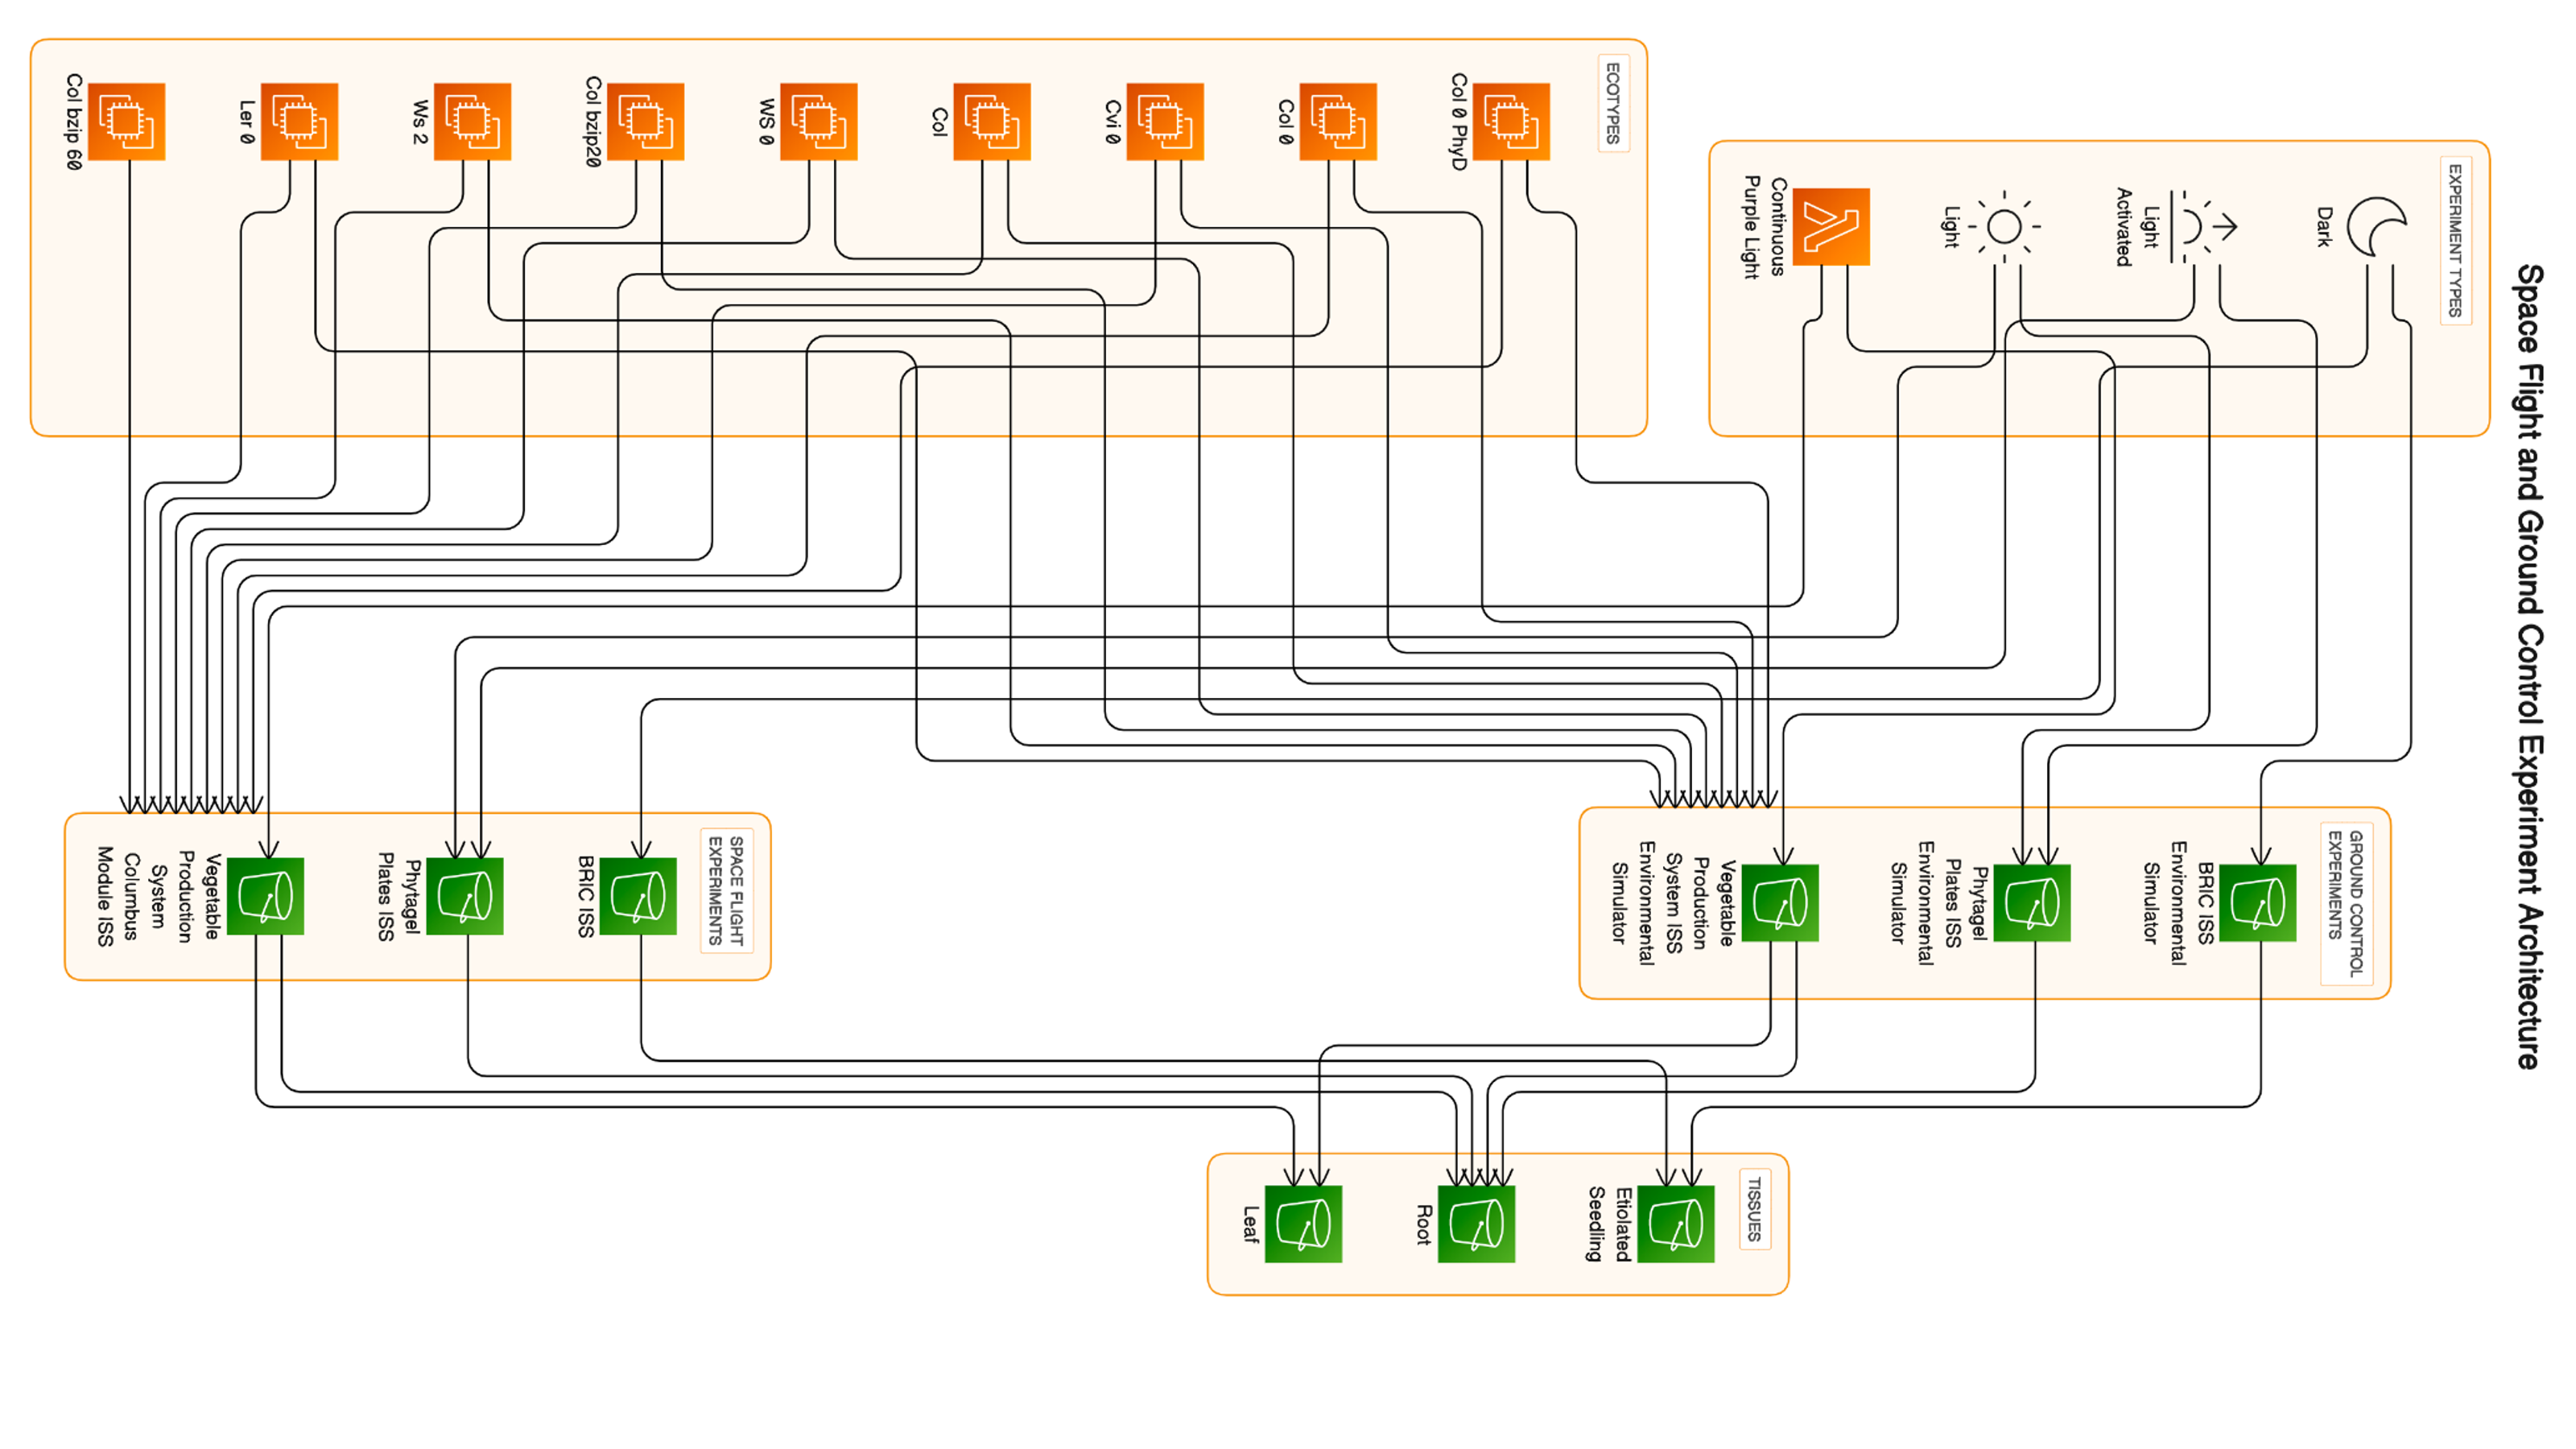 Space Flight and Ground Control Experiment Architecture
EXPERIMENT TYPES
Dark
Light
Activated
Light
Continuous
Purple Light
ECOTYPES
Col 0 PhyD
Col 0
Cvi 0
Col
WS 0
Col bzip20
Ws 2
Ler 0
Col bzip 60
GROUND CONTROL
EXPERIMENTS
BRIC ISS
Environmental
Simulator
Phytagel
Plates ISS
Environmental
Simulator
Vegetable
Production
System ISS
Environmental
Simulator
SPACE FLIGHT
EXPERIMENTS
BRIC ISS
Phytagel
Plates ISS
Vegetable
Production
System
Columbus
Module ISS
TISSUES
Etiolated
Seedling
Root
Leaf